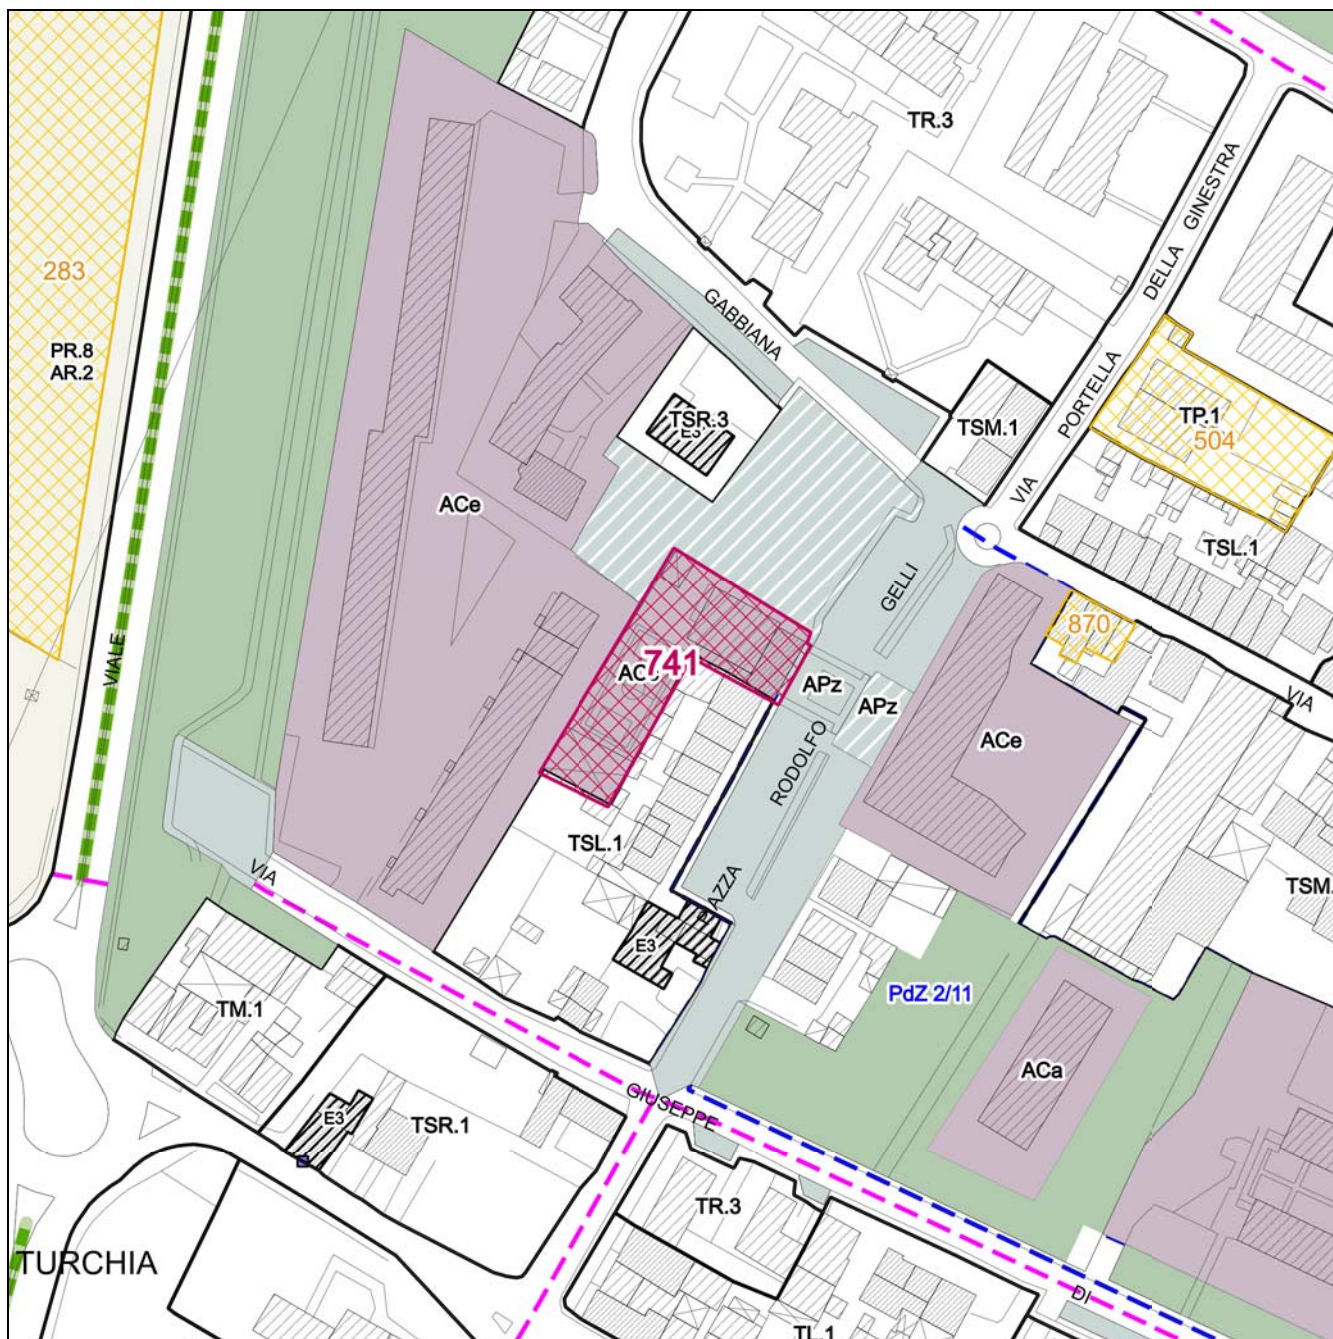 TR.3
GINESTRA
DELLA
PORTELLA
VIA
283
PR.8
AR.2
GABBIANA
TSR.3
E3
TSM.1
TP.1
504
ACe
TSL.1
GELLI
870
741
APz
APz
VIALE
RODOLFO
ACe
VIA
TSL.1
VIA
PIAZZA
E3
TSM.
PdZ 2/11
TM.1
ACa
E3
TSR.1
GIUSEPPE
TR.3
TURCHIA
DI
TL.1